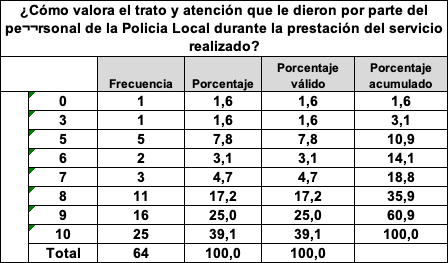 ¿Cómo valora el trato y atención que le dieron por parte del
pe¬¬rsonal de la Policia Local durante la prestación del servicio
realizado?
Frecuencia Porcentaje Porcentaje válido Porcentaje acumulado
0 1 1,6 1,6 1,6
3 1 1,6 1,6 3,1
5 5 7,8 7,8 10,9
6 2 3,1 3,1 14,1
7 3 4,7 4,7 18,8
8 11 17,2 17,2 35,9
9 16 25,0 25,0 60,9
10 25 39,1 39,1 100,0
Total 64 100,0 100,0